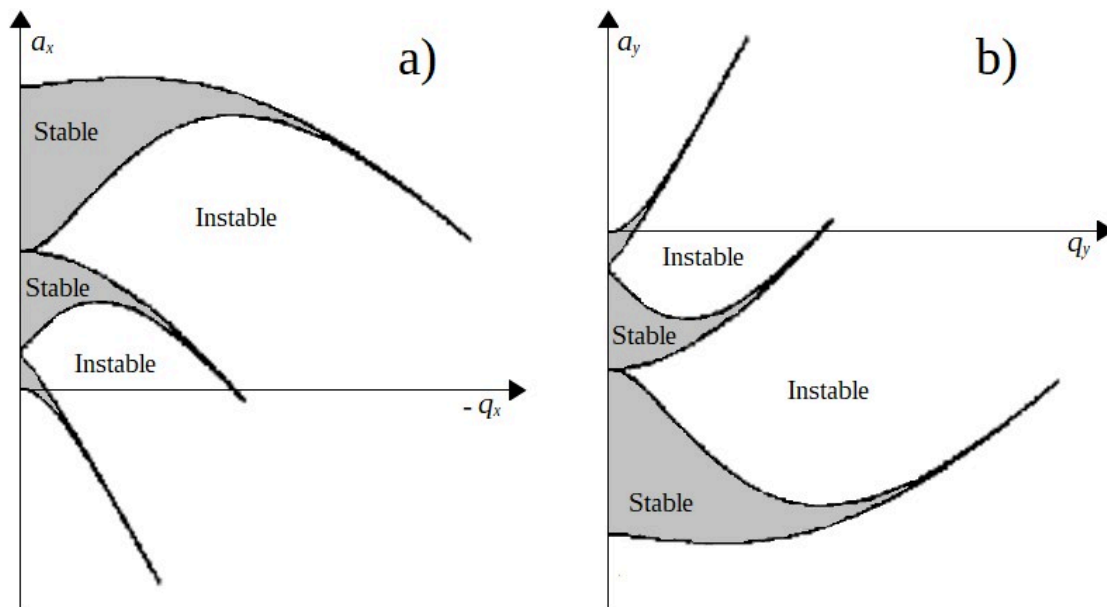 a_x
a)
Stable
Instable
Stable
Instable
- q_x
a_y
b)
q_y
Instable
Stable
Instable
Stable